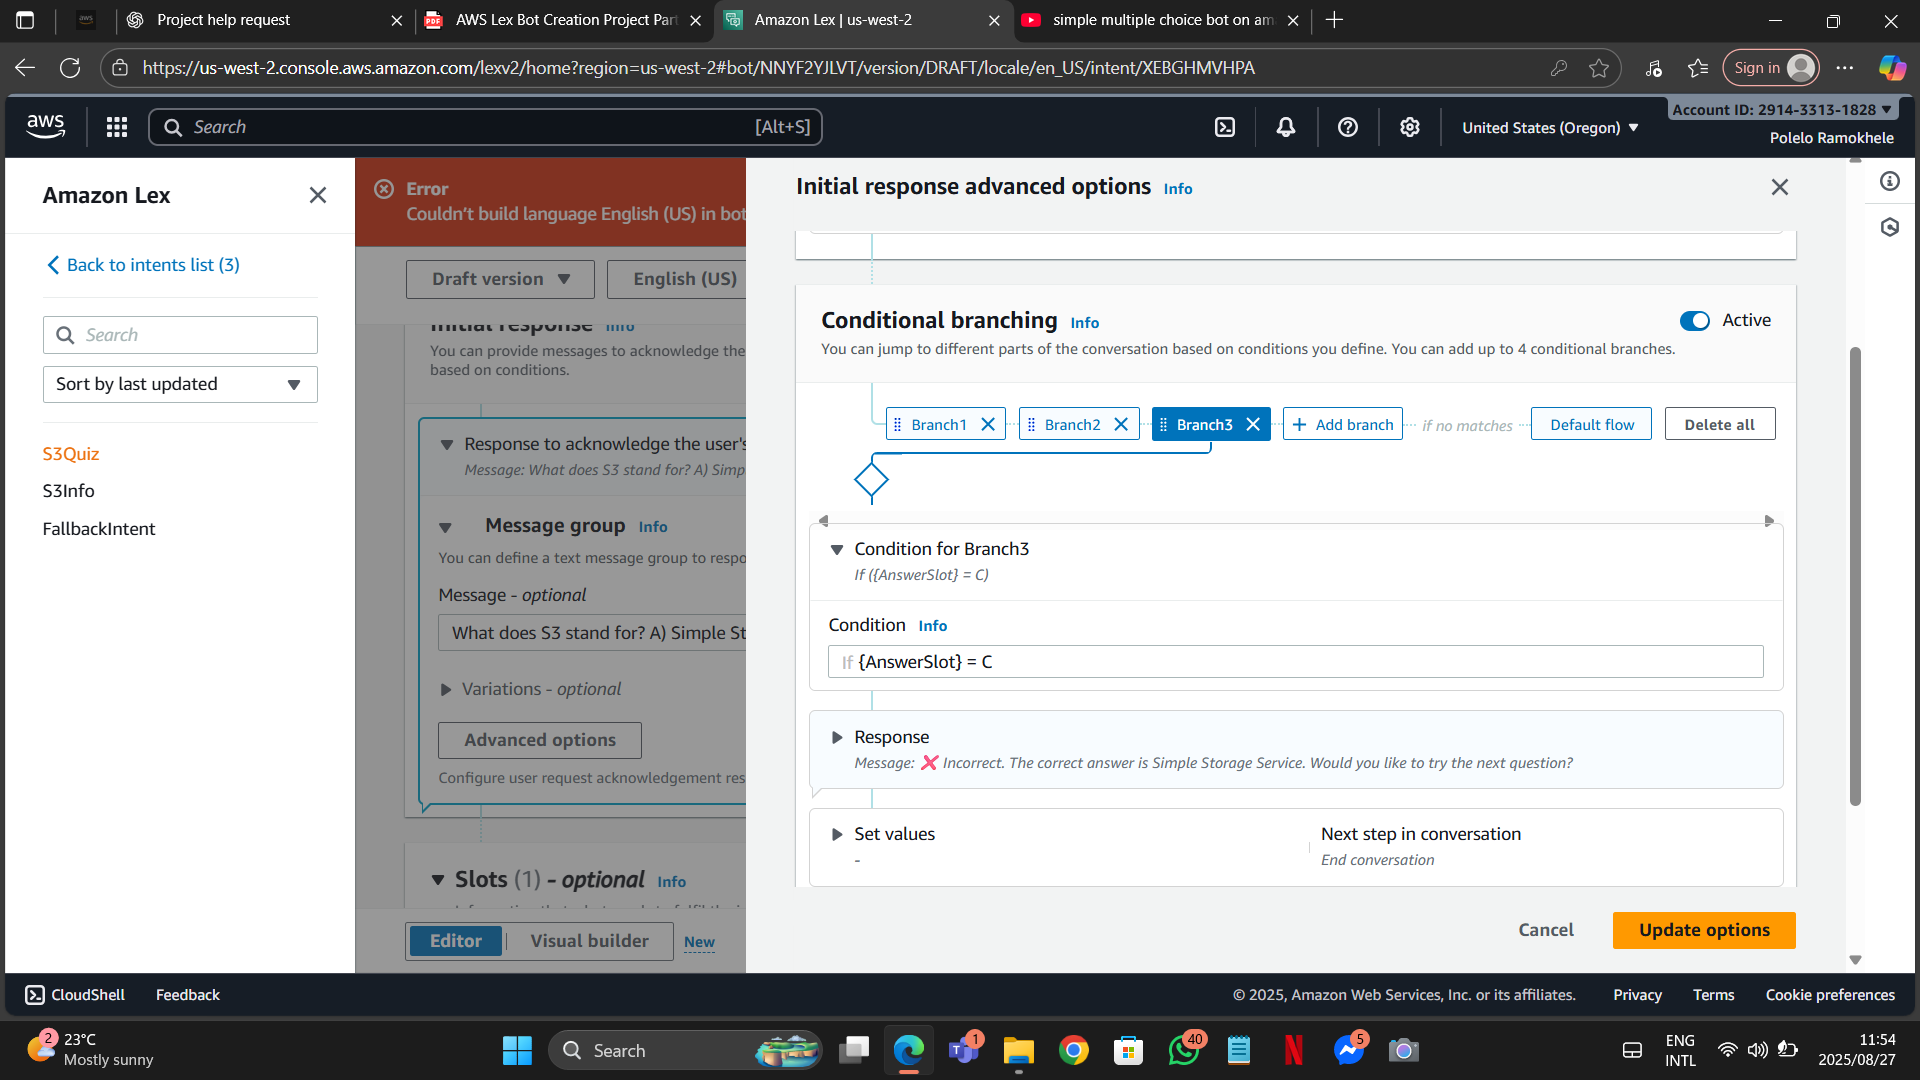 aws
Project help request
PDF
AWS Lex Bot Creation Project Part
Amazon Lex | us-west-2
simple multiple choice bot on am
https://us-west-2.console.aws.amazon.com/lexv2/home?region=us-west-2#bot/NNYF2YJLVT/version/DRAFT/locale/en_US/intent/XEBGHMVHPA
Sign in
aws
Search
[Alt+S]
United States (Oregon)
Account ID: 2914-3313-1828
Polelo Ramokhele
Amazon Lex
Back to intents list (3)
Search
Sort by last updated
S3Quiz
S3Info
FallbackIntent
Error
Couldn't build language English (US) in bot
Draft version
English (US)
Initial response Info
You can provide messages to acknowledge the
based on conditions.
Response to acknowledge the user's
Message: What does S3 stand for? A) Simp
Message group Info
You can define a text message group to respo
Message - optional
What does S3 stand for? A) Simple St
Variations - optional
Advanced options
Configure user request acknowledgement res
Slots (1) - optional Info
Editor
Visual builder
New
Initial response advanced options Info
Conditional branching Info
Active
You can jump to different parts of the conversation based on conditions you define. You can add up to 4 conditional branches.
Branch1
Branch2
Branch3
+ Add branch
if no matches
Default flow
Delete all
Condition for Branch3
If ({AnswerSlot} = C)
Condition Info
If {AnswerSlot} = C
Response
Message: ❌ Incorrect. The correct answer is Simple Storage Service. Would you like to try the next question?
Set values
-
Next step in conversation
End conversation
Cancel
Update options
CloudShell
Feedback
© 2025, Amazon Web Services, Inc. or its affiliates.
Privacy
Terms
Cookie preferences
2
23°C
Mostly sunny
Search
1
40
5
ENG
INTL
11:54
2025/08/27